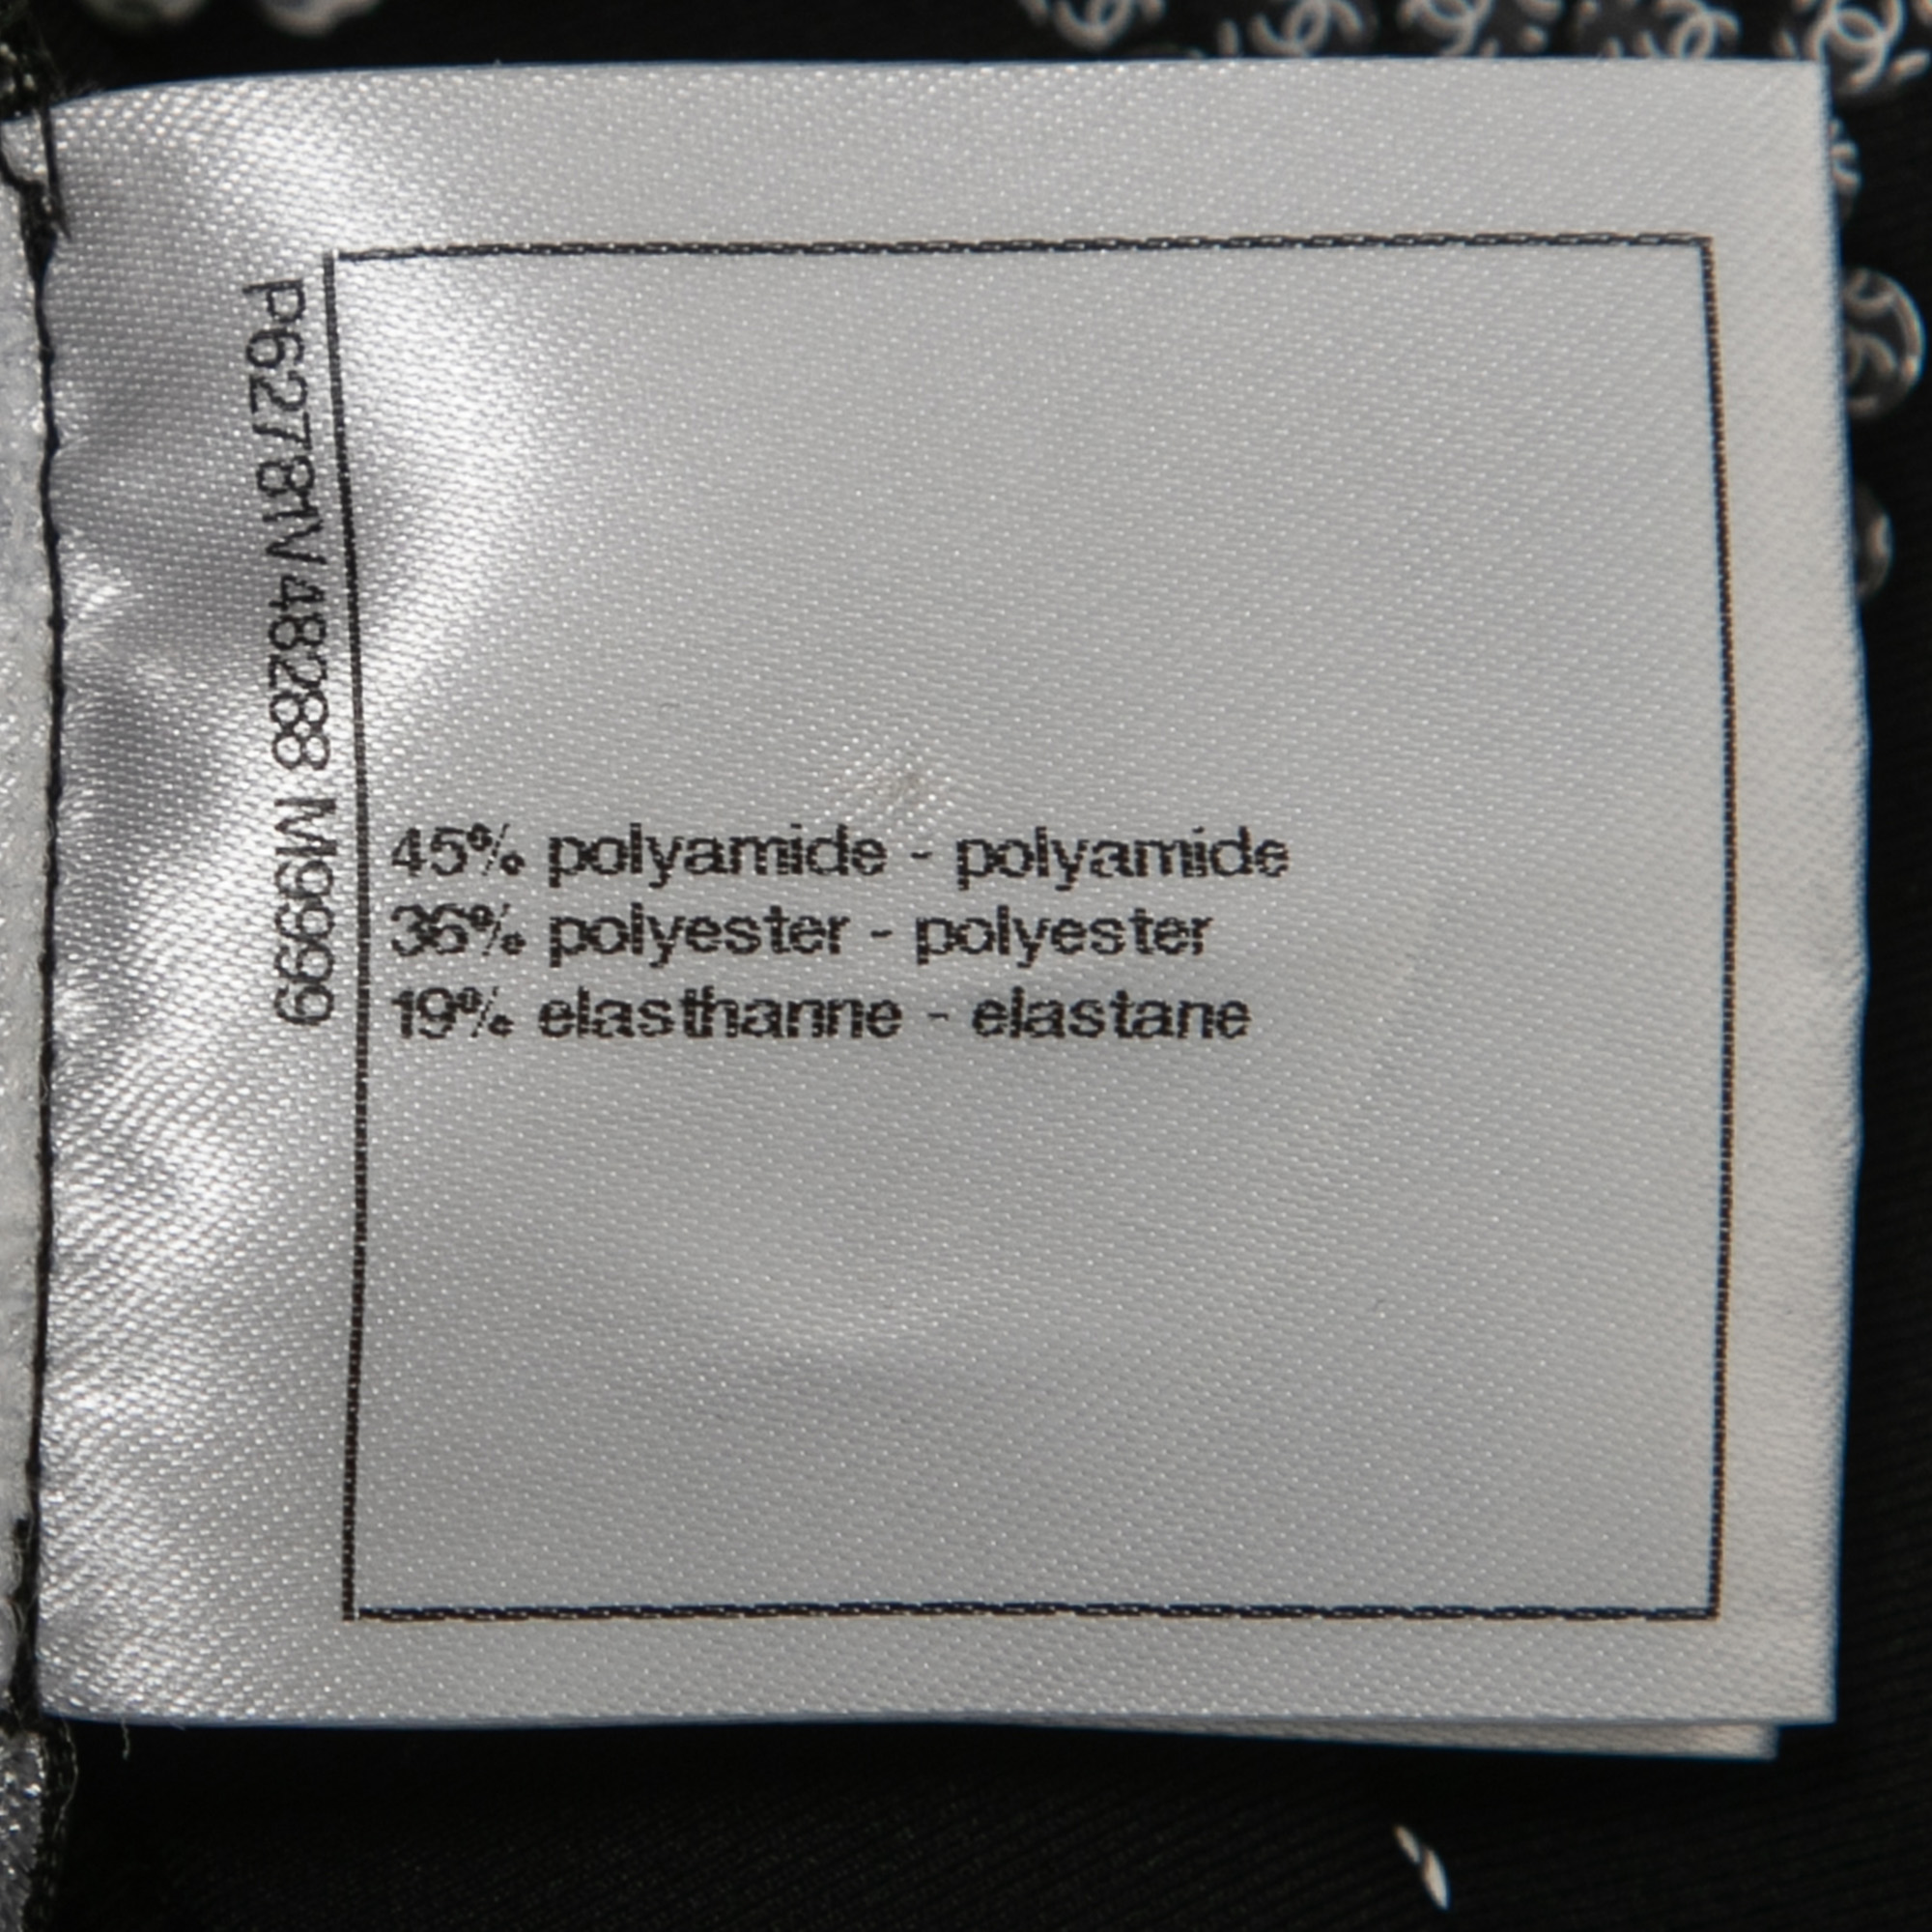 P62781V48288 M9999
45% polyamide - polyamide
36% polyester - polyester
19% elasthanne - elastane